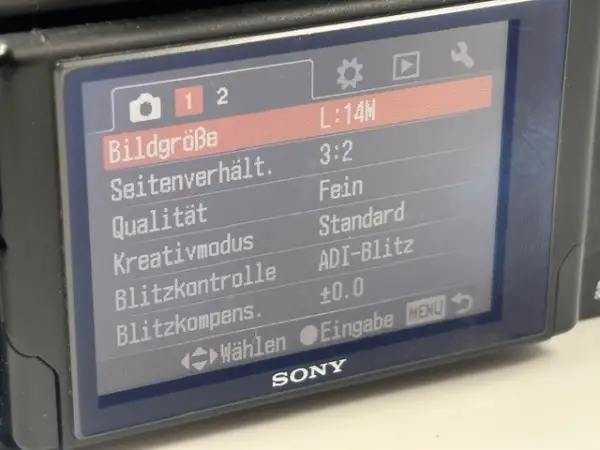 1 2
Bildgröße L:14M
Seitenverhält. 3:2
Qualität Fein
Kreativmodus Standard
Blitzkontrolle ADI-Blitz
Blitzkompens. ±0.0
Wählen Eingabe MENU
SONY